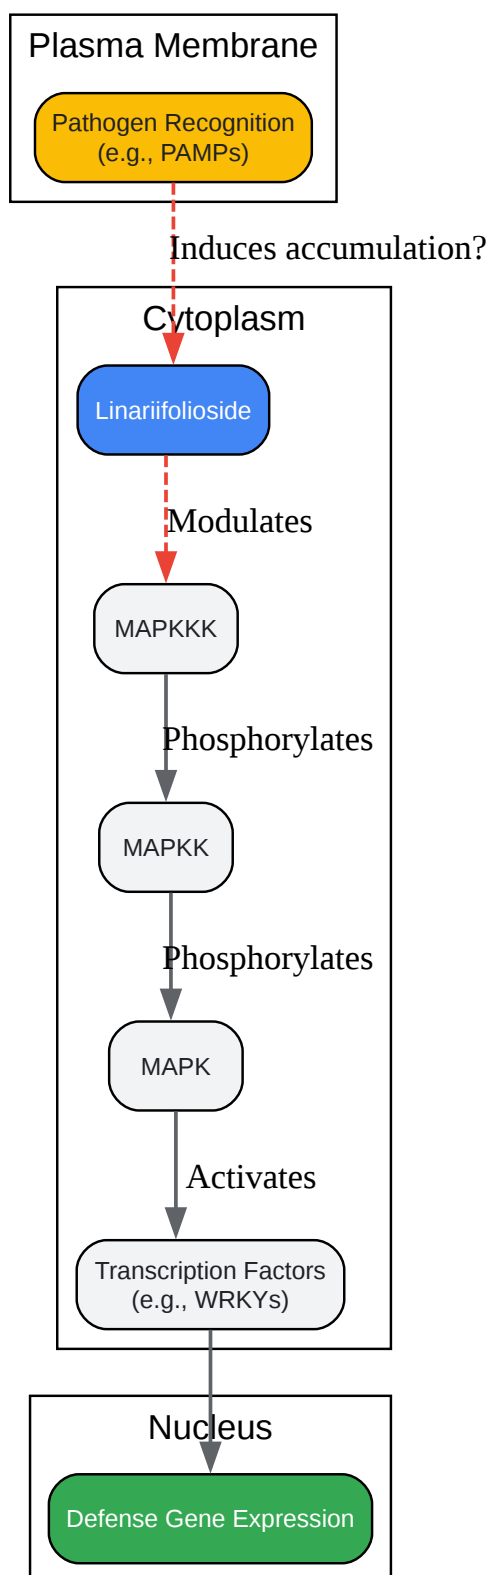 Plasma Membrane
Pathogen Recognition
(e.g., PAMPs)
Induces accumulation?
Cytoplasm
Linariifolioside
Modulates
MAPKKK
Phosphorylates
MAPKK
Phosphorylates
MAPK
Activates
Transcription Factors
(e.g., WRKYs)
Nucleus
Defense Gene Expression